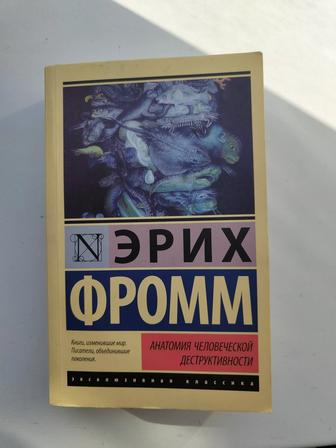 N
ЭРИХ
ФРОММ
Книги, изменившие мир.
Писатели, объединившие
поколения.
АНАТОМИЯ ЧЕЛОВЕЧЕСКОЙ
ДЕСТРУКТИВНОСТИ
ЭКСКЛЮЗИВНАЯ КЛАССИКА